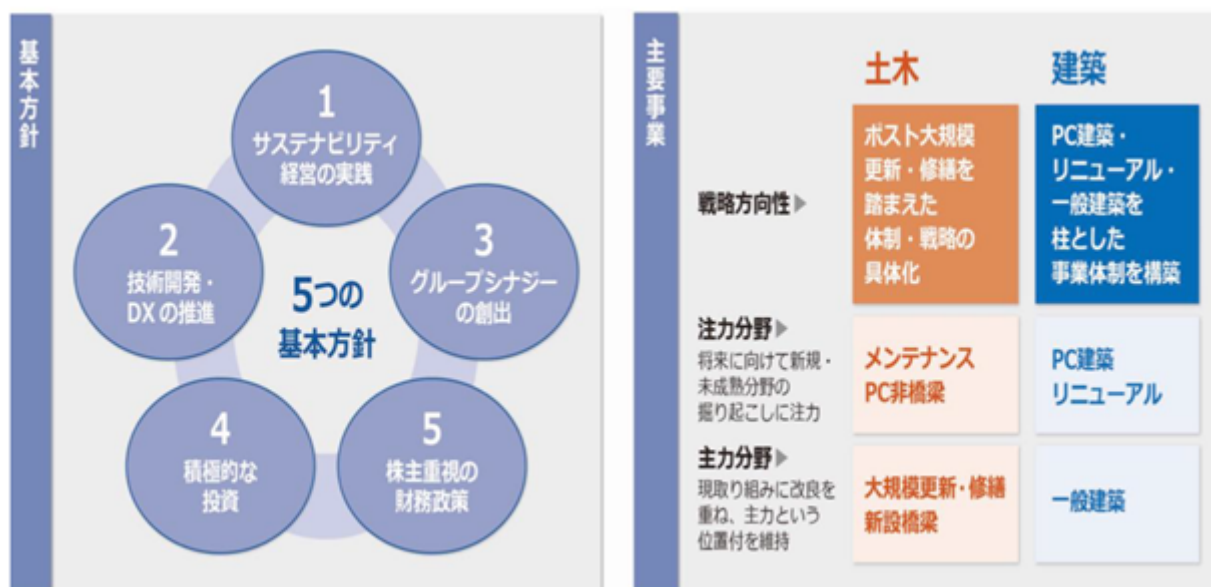 基本方針
1
サステナビリティ
経営の実践
2
技術開発・
DXの推進
3
グループシナジー
の創出
5つの
基本方針
4
積極的な
投資
5
株主重視の
財務政策
主要事業
土木
建築
戦略方向性▶
ポスト大規模
更新・修繕を
踏まえた
体制・戦略の
具体化
PC建築・
リニューアル・
一般建築を
柱とした
事業体制を構築
注力分野▶
将来に向けて新規・
未成熟分野の
掘り起こしに注力
メンテナンス
PC非橋梁
PC建築
リニューアル
主力分野▶
現取り組みに改良を
重ね、主力という
位置付を維持
大規模更新・修繕
新設橋梁
一般建築